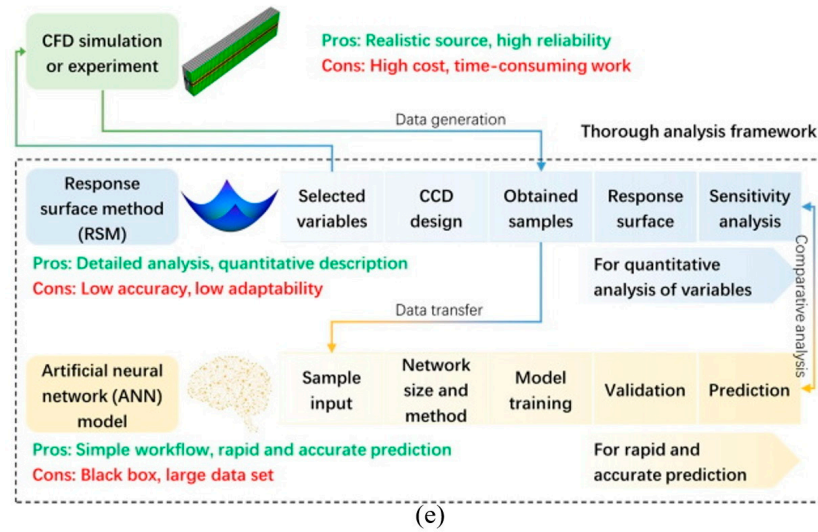 CFD simulation
or experiment
Pros: Realistic source, high reliability
Cons: High cost, time-consuming work
Data generation
Thorough analysis framework
Response
surface method
(RSM)
Selected
variables
CCD
design
Obtained
samples
Response
surface
Sensitivity
analysis
Pros: Detailed analysis, quantitative description
Cons: Low accuracy, low adaptability
For quantitative
analysis of variables
Comparative analysis
Data transfer
Artificial neural
network (ANN)
model
Sample
input
Network
size and
method
Model
training
Validation
Prediction
Pros: Simple workflow, rapid and accurate prediction
Cons: Black box, large data set
For rapid and
accurate prediction
(e)